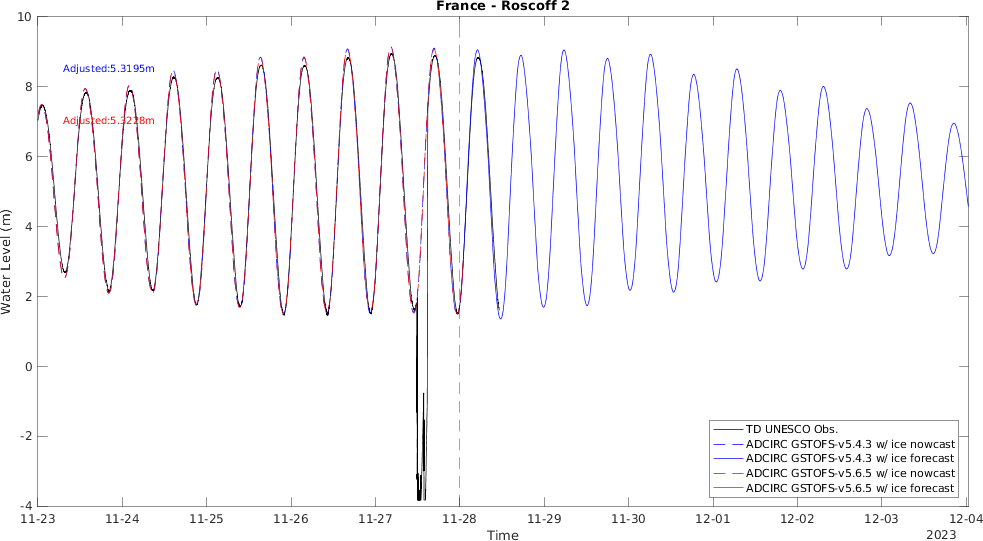 France - Roscoff 2
10
8
6
4
2
0
-2
-4
Water Level (m)
Adjusted:5.3195m
Adjusted:5.3228m
TD UNESCO Obs.
ADCIRC GSTOFS-v5.4.3 w/ ice nowcast
ADCIRC GSTOFS-v5.4.3 w/ ice forecast
ADCIRC GSTOFS-v5.6.5 w/ ice nowcast
ADCIRC GSTOFS-v5.6.5 w/ ice forecast
11-23 11-24 11-25 11-26 11-27 11-28 11-29 11-30 12-01 12-02 12-03 12-04
Time
2023